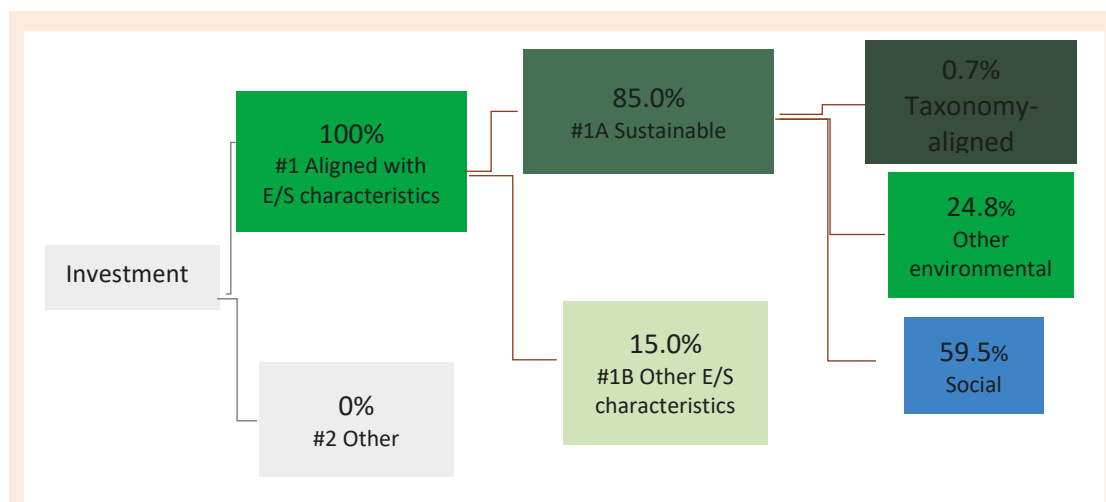 Investment
100%
#1 Aligned with
E/S characteristics
0%
#2 Other
85.0%
#1A Sustainable
15.0%
#1B Other E/S
characteristics
0.7%
Taxonomy-
aligned
24.8%
Other
environmental
59.5%
Social